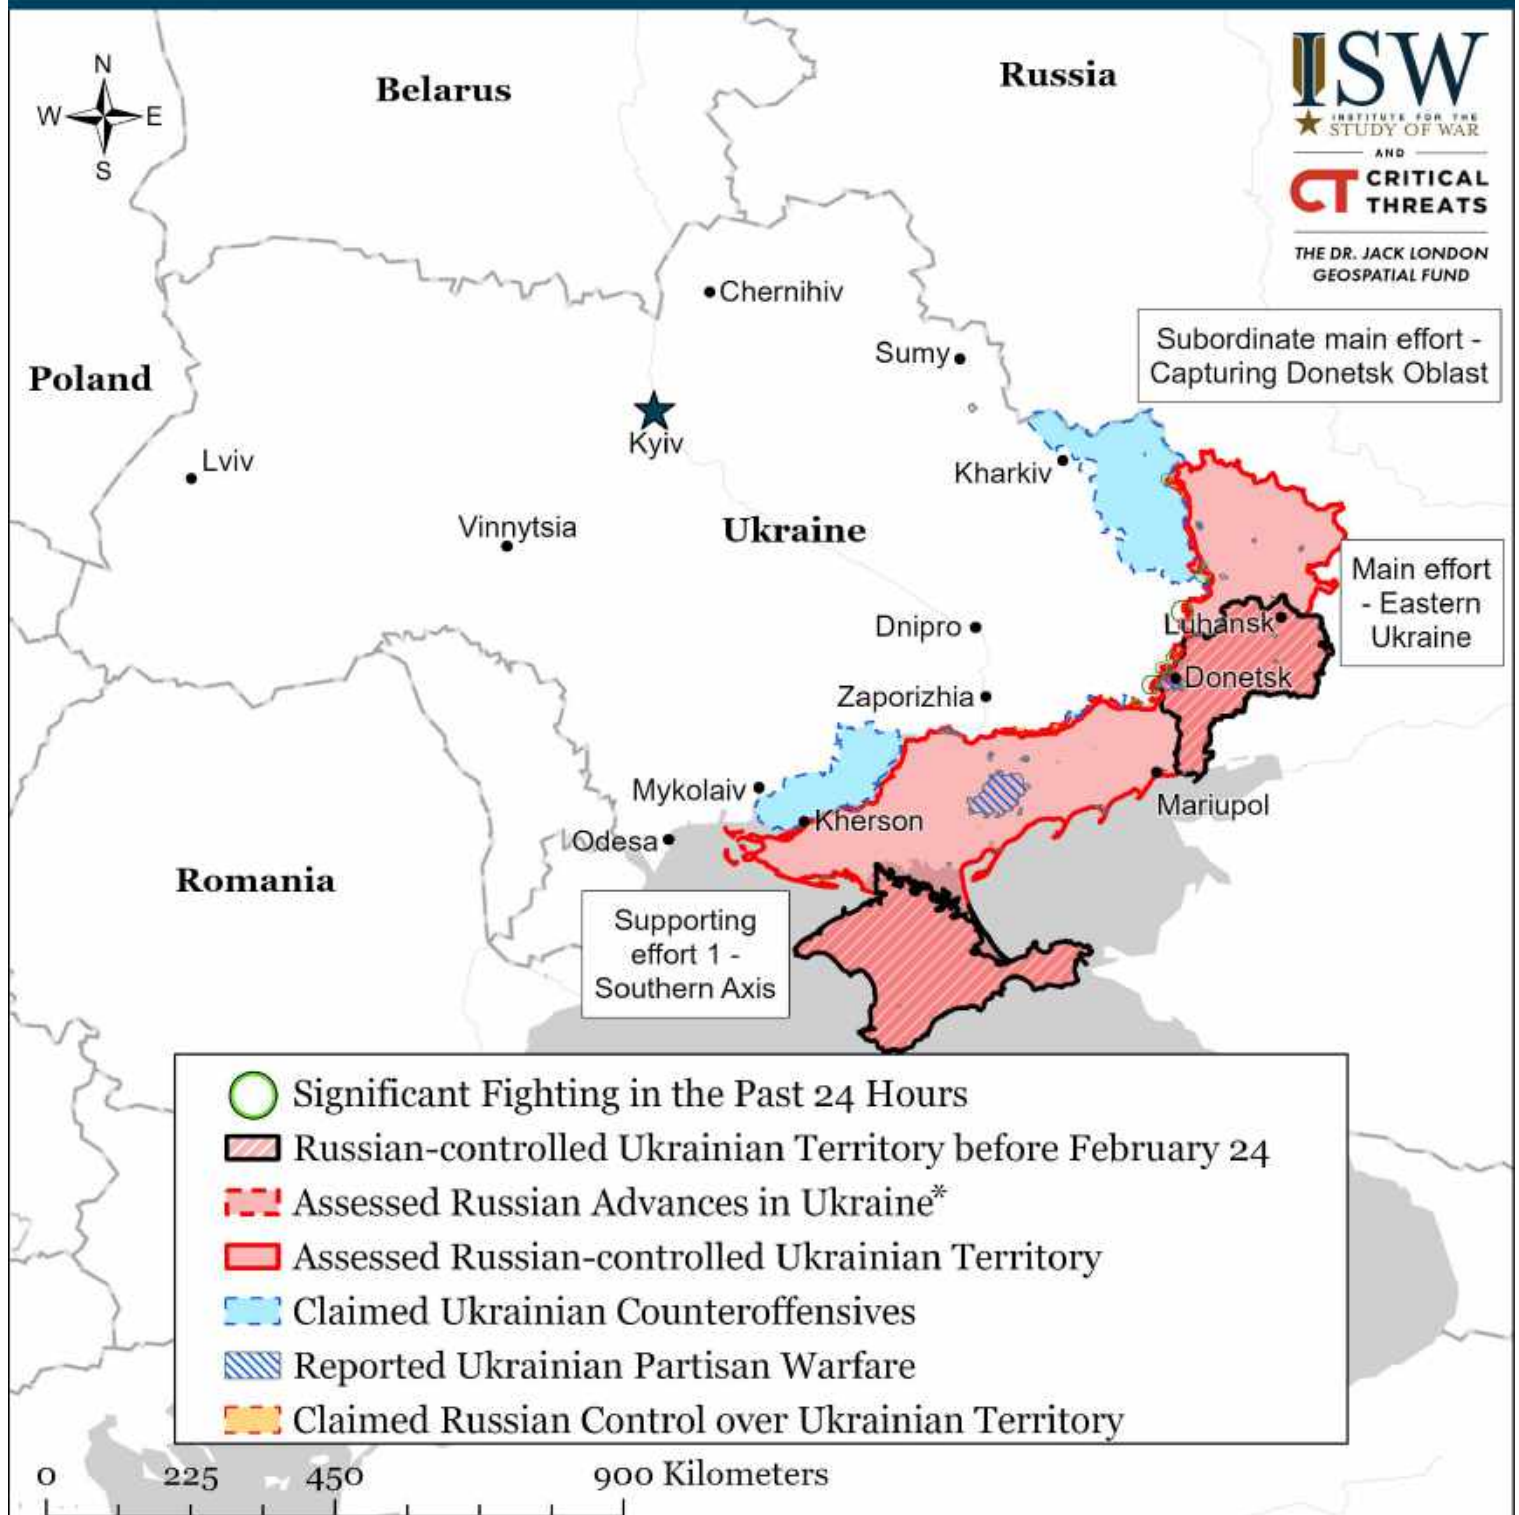 N
W E
S
Belarus
Russia
ISW
INSTITUTE FOR THE
STUDY OF WAR
AND
CT CRITICAL
THREATS
THE DR. JACK LONDON
GEOSPATIAL FUND
Chernihiv
Sumy
Subordinate main effort -
Capturing Donetsk Oblast
Poland
Kyiv
Lviv
Kharkiv
Vinnytsia
Ukraine
Main effort
- Eastern
Ukraine
Dnipro
Luhansk
Donetsk
Zaporizhia
Mykolaiv
Mariupol
Kherson
Odesa
Romania
Supporting
effort 1 -
Southern Axis
Significant Fighting in the Past 24 Hours
Russian-controlled Ukrainian Territory before February 24
Assessed Russian Advances in Ukraine*
Assessed Russian-controlled Ukrainian Territory
Claimed Ukrainian Counteroffensives
Reported Ukrainian Partisan Warfare
Claimed Russian Control over Ukrainian Territory
0 225 450 900 Kilometers